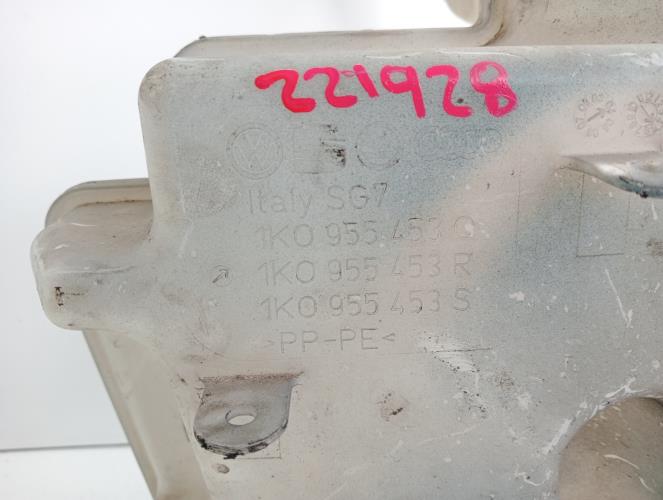 221928
Italy SG7
1K0 955 453 Q
1K0 955 453 R
1K0 955 453 S
>PP-PE<